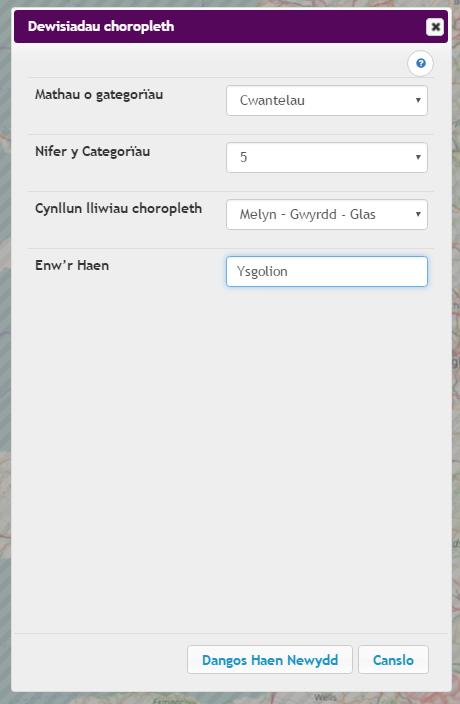 Dewisiadau choropleth
Mathau o gategorïau
Cwantelau
Nifer y Categorïau
5
Cynllun lliwiau choropleth
Melyn - Gwyrdd - Glas
Enw'r Haen
Ysgolion
Dangos Haen Newydd
Canslo
Wells